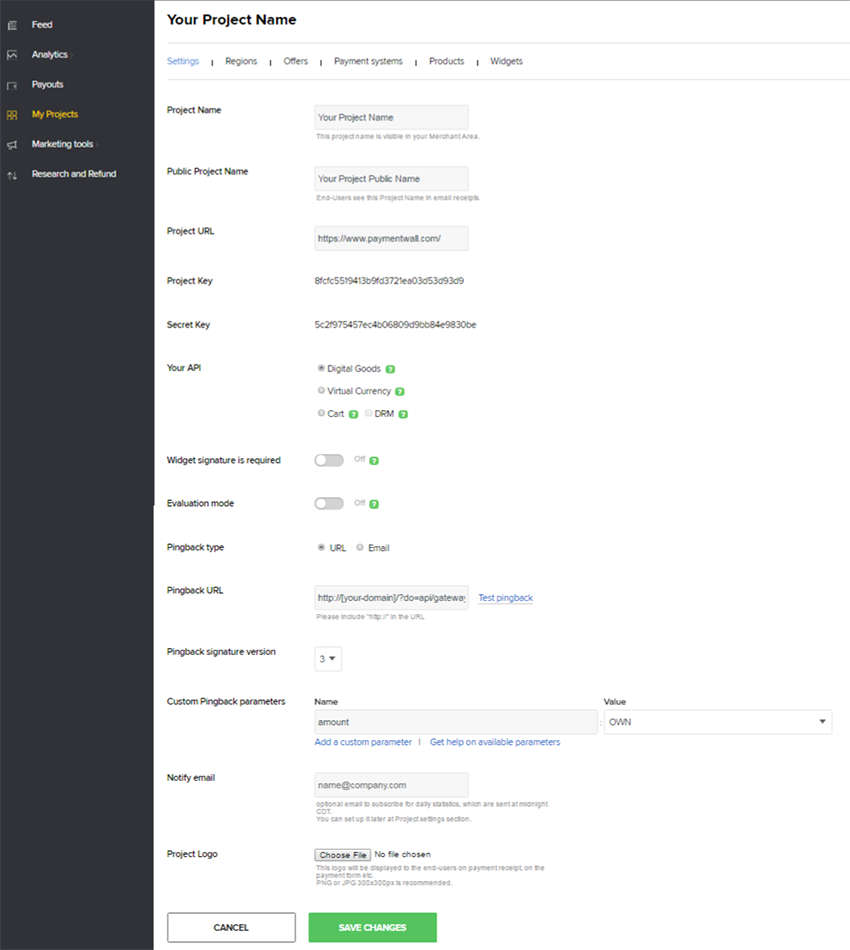 Feed
Analytics
Payouts
My Projects
Marketing tools
Research and Refund
Your Project Name
Settings | Regions | Offers | Payment systems | Products | Widgets
Project Name
Your Project Name
This project name is visible in your Merchant Area.
Public Project Name
Your Project Public Name
End-Users see this Project Name in email receipts.
Project URL
https://www.paymentwall.com/
Project Key
8fcfc5519413b9fd3721ea03d53d93d9
Secret Key
5c2f975457ec4b06809d9bb84e9830be
Your API
Digital Goods ?
Virtual Currency ?
Cart ? DRM ?
Widget signature is required
Off ?
Evaluation mode
Off ?
Pingback type
URL Email
Pingback URL
http://[your-domain]/?do=api/gateway Test pingback
Please include "http://" in the URL
Pingback signature version
3
Custom Pingback parameters
Name Value
amount : OWN
Add a custom parameter | Get help on available parameters
Notify email
name@company.com
optional email to subscribe for daily statistics, which are sent at midnight
CDT.
You can set up it later at Project settings section.
Project Logo
Choose File No file chosen
This logo will be displayed to the end-users on payment receipt, on the
payment form etc.
PNG or JPG 300x300px is recommended.
CANCEL SAVE CHANGES